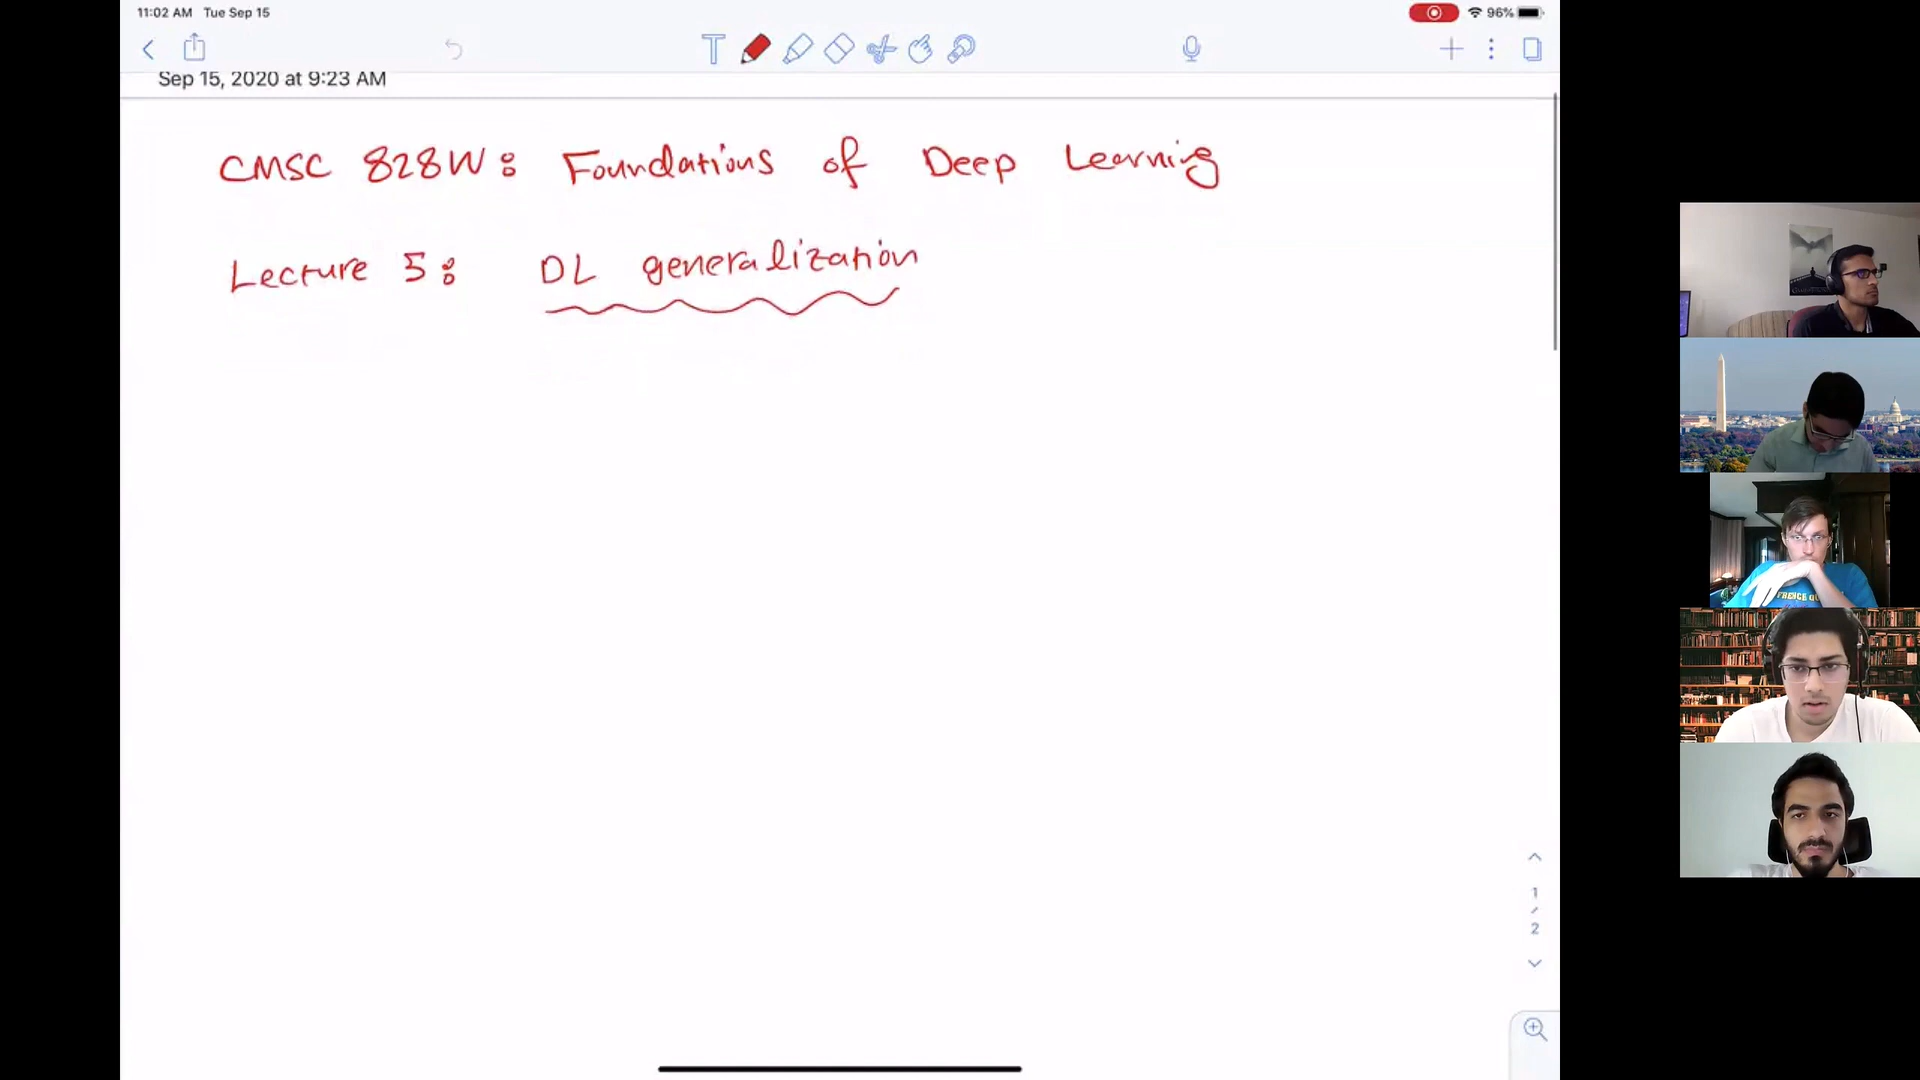 11:02 AM Tue Sep 15
96%
Sep 15, 2020 at 9:23 AM
CMSC 828W: Foundations of Deep Learning
Lecture 5: DL generalization
1
/
2